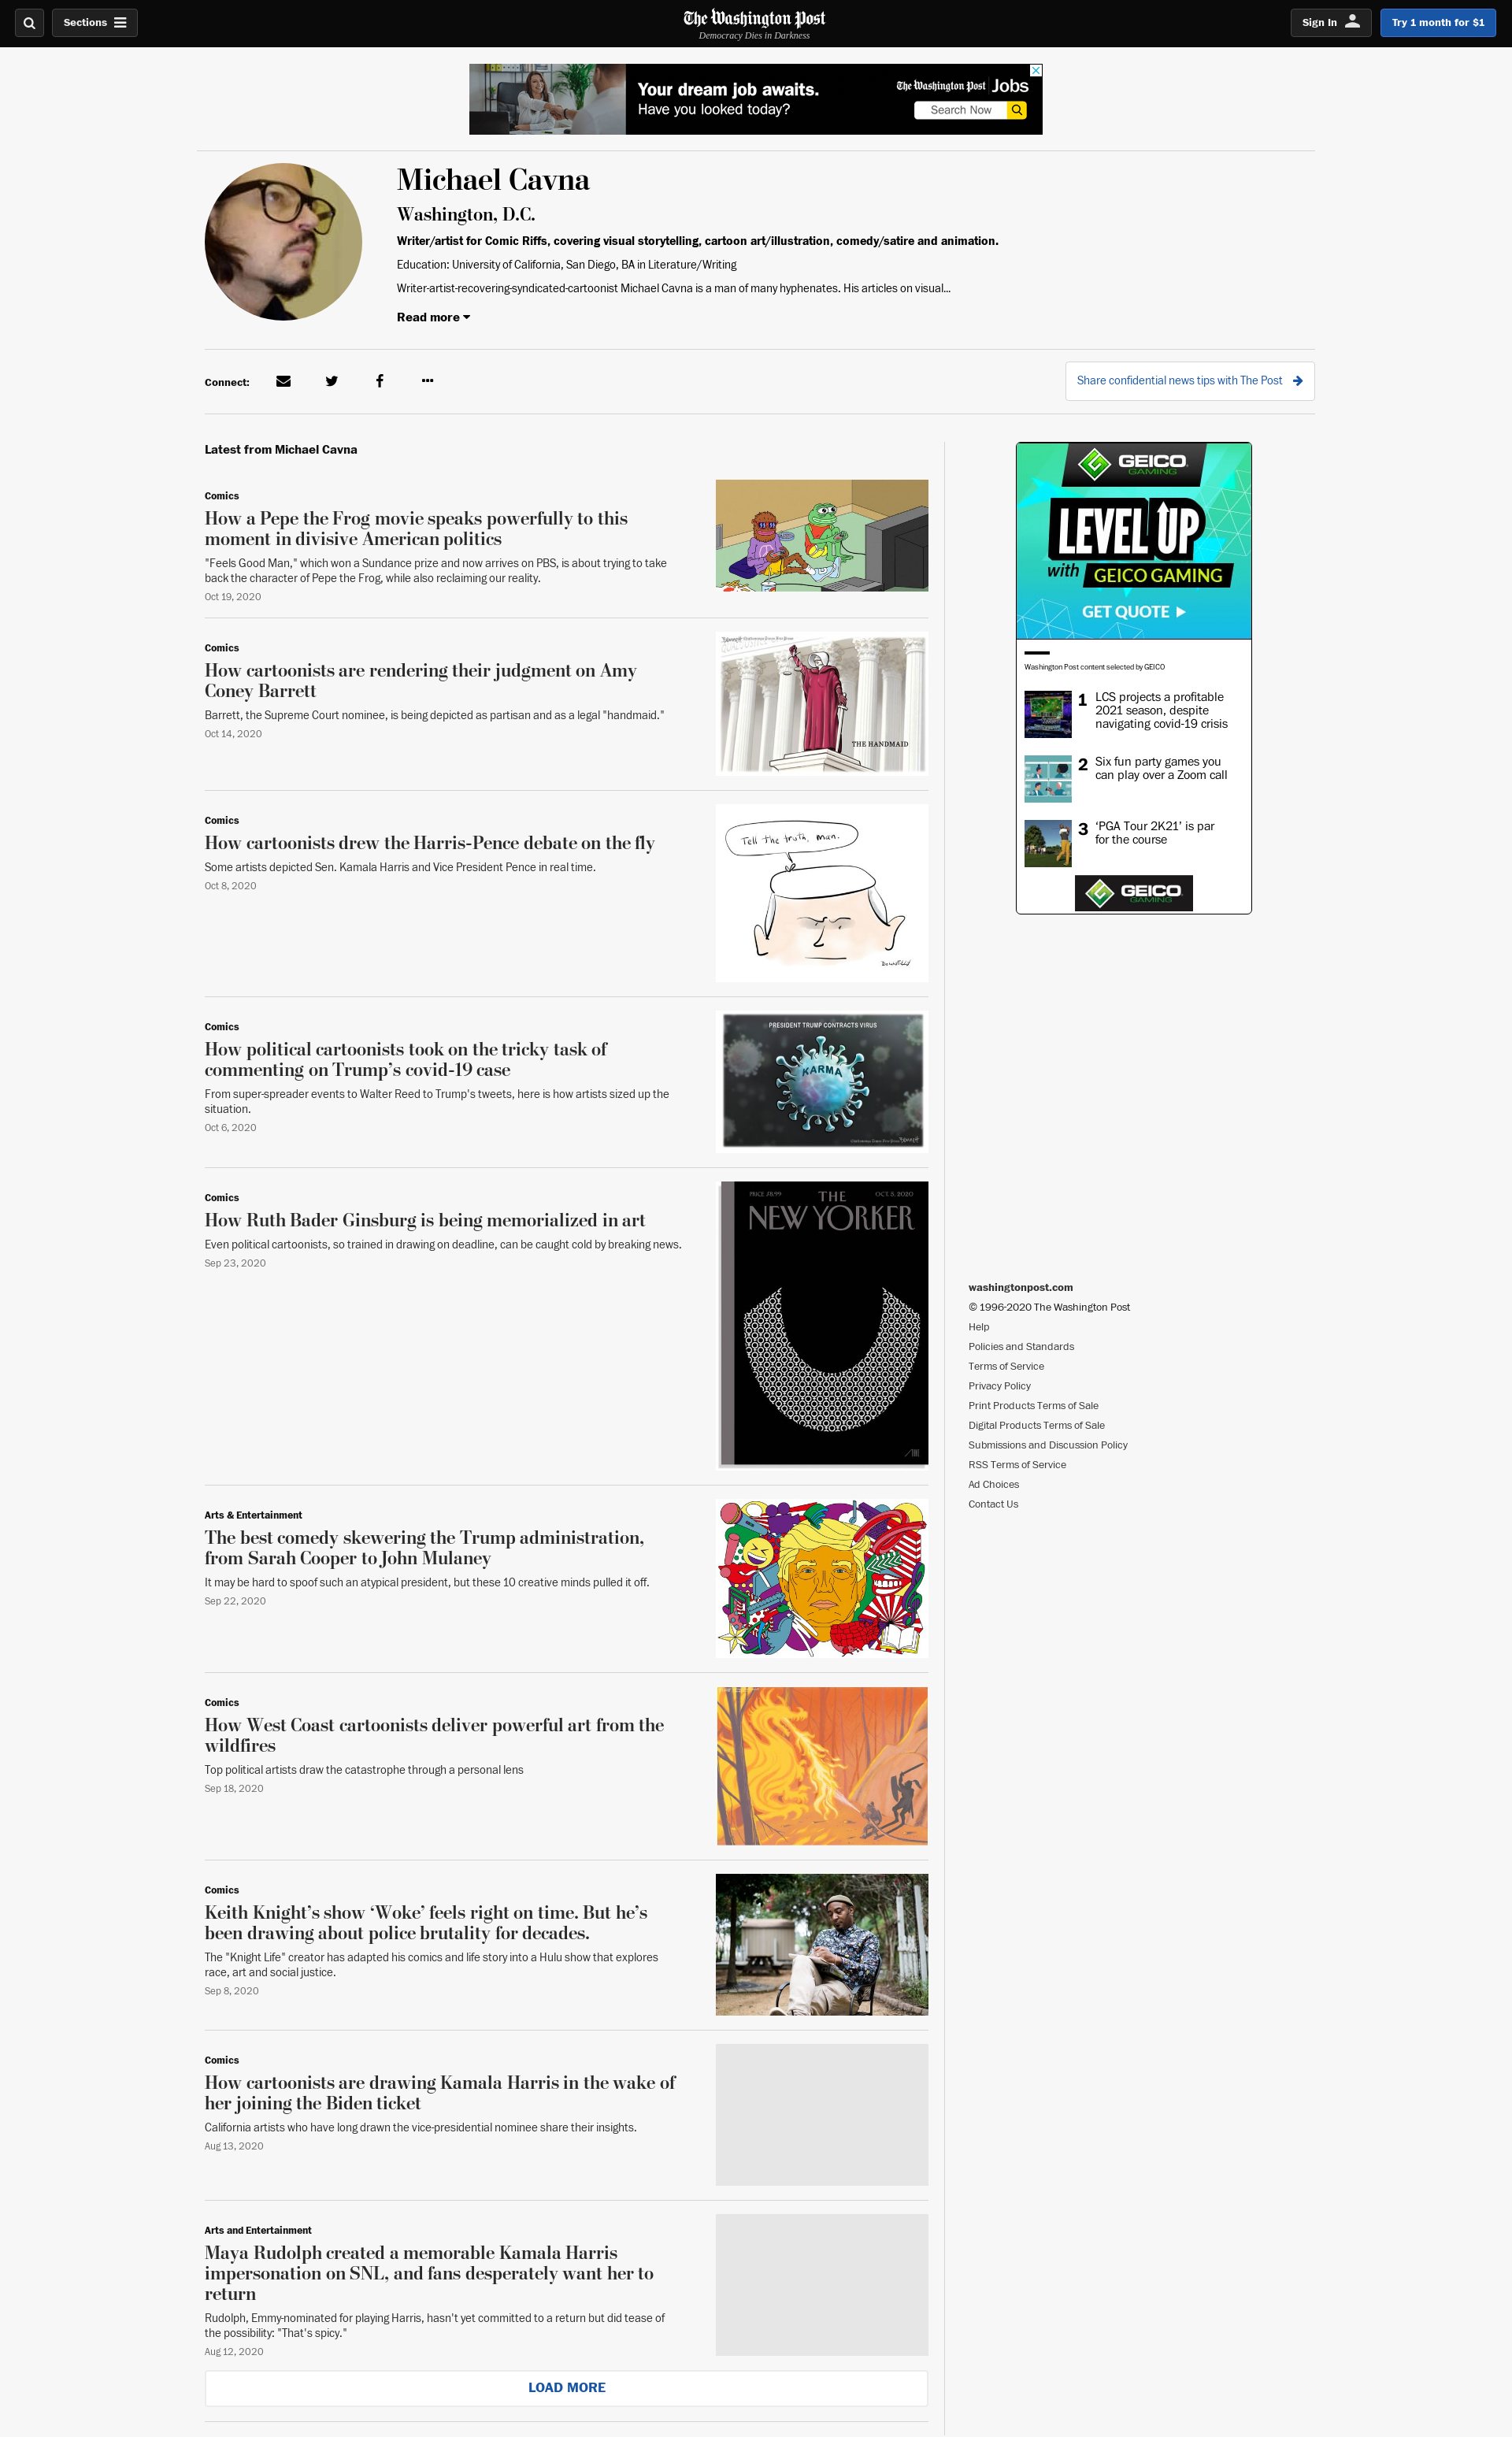 Sections
The Washington Post
Democracy Dies in Darkness
Sign In
Try 1 month for $1
Your dream job awaits.
Have you looked today?
The Washington Post Jobs
Search Now
Michael Cavna
Washington, D.C.
Writer/artist for Comic Riffs, covering visual storytelling, cartoon art/illustration, comedy/satire and animation.
Education: University of California, San Diego, BA in Literature/Writing
Writer-artist-recovering-syndicated-cartoonist Michael Cavna is a man of many hyphenates. His articles on visual...
Read more
Connect:
Share confidential news tips with The Post
Latest from Michael Cavna
Comics
How a Pepe the Frog movie speaks powerfully to this
moment in divisive American politics
"Feels Good Man," which won a Sundance prize and now arrives on PBS, is about trying to take
back the character of Pepe the Frog, while also reclaiming our reality.
Oct 19, 2020
Comics
How cartoonists are rendering their judgment on Amy
Coney Barrett
Barrett, the Supreme Court nominee, is being depicted as partisan and as a legal "handmaid."
Oct 14, 2020
THE HANDMAID
Comics
How cartoonists drew the Harris-Pence debate on the fly
Some artists depicted Sen. Kamala Harris and Vice President Pence in real time.
Oct 8, 2020
Tell the truth, man.
Comics
How political cartoonists took on the tricky task of
commenting on Trump's covid-19 case
From super-spreader events to Walter Reed to Trump's tweets, here is how artists sized up the
situation.
Oct 6, 2020
PRESIDENT TRUMP CONTRACTS VIRUS
KARMA
Comics
How Ruth Bader Ginsburg is being memorialized in art
Even political cartoonists, so trained in drawing on deadline, can be caught cold by breaking news.
Sep 23, 2020
PRICE $8.99 THE OCT. 5, 2020
NEW YORKER
Arts & Entertainment
The best comedy skewering the Trump administration,
from Sarah Cooper to John Mulaney
It may be hard to spoof such an atypical president, but these 10 creative minds pulled it off.
Sep 22, 2020
Comics
How West Coast cartoonists deliver powerful art from the
wildfires
Top political artists draw the catastrophe through a personal lens
Sep 18, 2020
Comics
Keith Knight's show ‘Woke’ feels right on time. But he's
been drawing about police brutality for decades.
The "Knight Life" creator has adapted his comics and life story into a Hulu show that explores
race, art and social justice.
Sep 8, 2020
Comics
How cartoonists are drawing Kamala Harris in the wake of
her joining the Biden ticket
California artists who have long drawn the vice-presidential nominee share their insights.
Aug 13, 2020
Arts and Entertainment
Maya Rudolph created a memorable Kamala Harris
impersonation on SNL, and fans desperately want her to
return
Rudolph, Emmy-nominated for playing Harris, hasn't yet committed to a return but did tease of
the possibility: "That's spicy."
Aug 12, 2020
LOAD MORE
GEICO
GAMING
LEVEL UP
with GEICO GAMING
GET QUOTE
Washington Post content selected by GEICO
1 LCS projects a profitable
2021 season, despite
navigating covid-19 crisis
2 Six fun party games you
can play over a Zoom call
3 ‘PGA Tour 2K21’ is par
for the course
GEICO
GAMING
washingtonpost.com
© 1996-2020 The Washington Post
Help
Policies and Standards
Terms of Service
Privacy Policy
Print Products Terms of Sale
Digital Products Terms of Sale
Submissions and Discussion Policy
RSS Terms of Service
Ad Choices
Contact Us